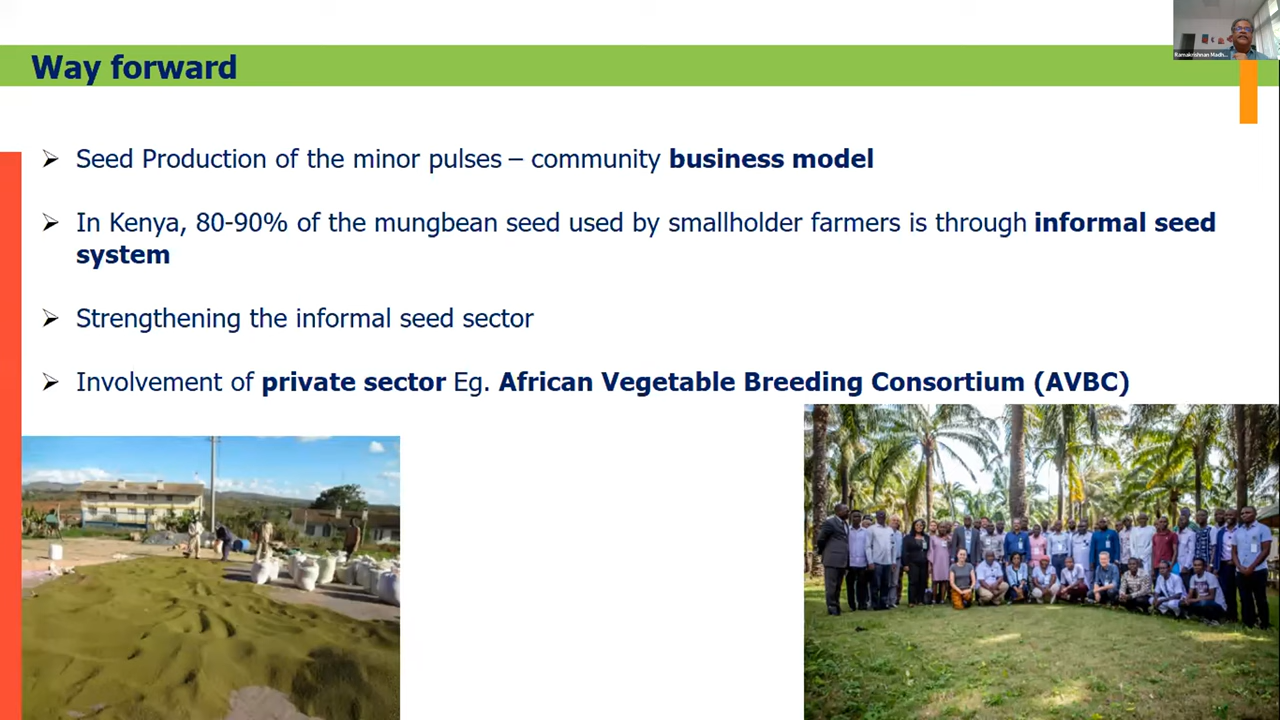 Ramakrishnan Madh...
Way forward
Seed Production of the minor pulses – community business model
In Kenya, 80-90% of the mungbean seed used by smallholder farmers is through informal seed
system
Strengthening the informal seed sector
Involvement of private sector Eg. African Vegetable Breeding Consortium (AVBC)